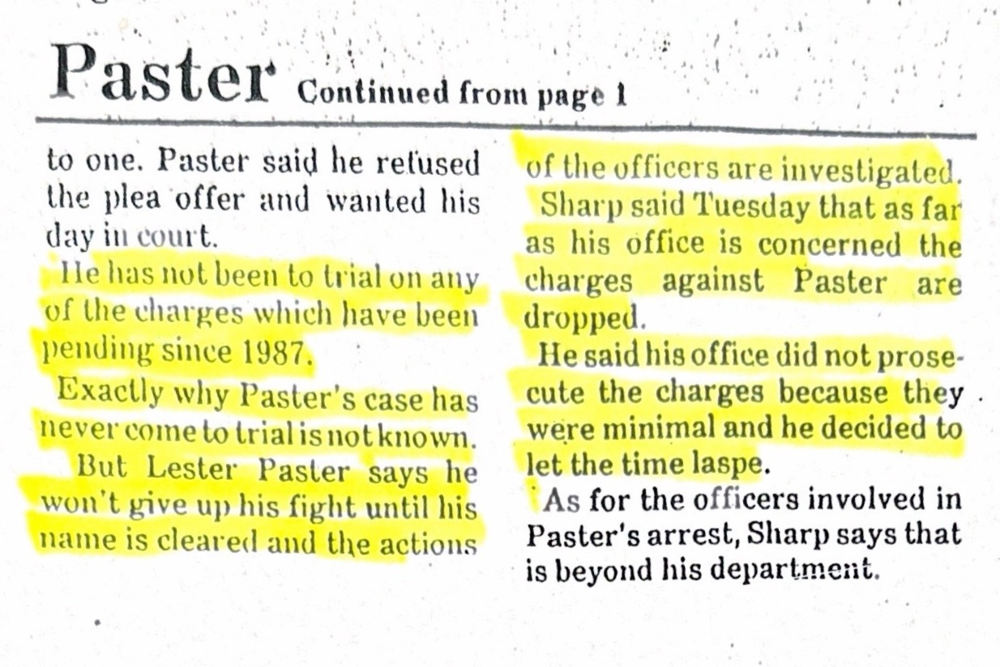 Paster Continued from page 1
to one. Paster said he refused
the plea offer and wanted his
day in court.
He has not been to trial on any
of the charges which have been
pending since 1987.
Exactly why Paster's case has
never come to trial is not known.
But Lester Paster says he
won't give up his fight until his
name is cleared and the actions
of the officers are investigated.
Sharp said Tuesday that as far
as his office is concerned the
charges against Paster are
dropped.
He said his office did not prose-
cute the charges because they
were minimal and he decided to
let the time laspe.
As for the officers involved in
Paster's arrest, Sharp says that
is beyond his department.